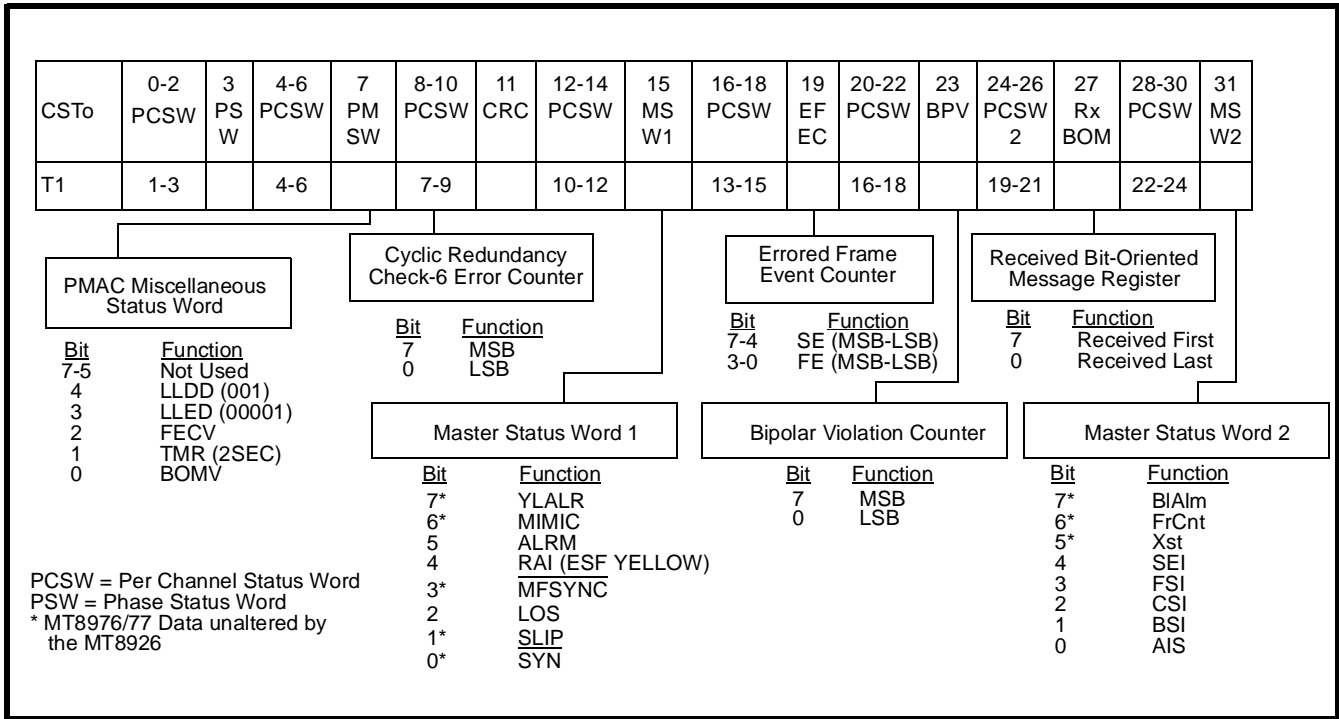 CSTo 0-2 PCSW 3 PS W 4-6 PCSW 7 PM SW 8-10 PCSW 11 CRC 12-14 PCSW 15 MS W1 16-18 PCSW 19 EF EC 20-22 PCSW 23 BPV 24-26 PCSW 2 27 Rx BOM 28-30 PCSW 31 MS W2
T1 1-3 4-6 7-9 10-12 13-15 16-18 19-21 22-24
PMAC Miscellaneous
Status Word
Bit Function
7-5 Not Used
4 LLDD (001)
3 LLED (00001)
2 FECV
1 TMR (2SEC)
0 BOMV
Cyclic Redundancy
Check-6 Error Counter
Bit Function
7 MSB
0 LSB
Errored Frame
Event Counter
Bit Function
7-4 SE (MSB-LSB)
3-0 FE (MSB-LSB)
Received Bit-Oriented
Message Register
Bit Function
7 Received First
0 Received Last
Master Status Word 1
Bit Function
7* YLALR
6* MIMIC
5 ALRM
4 RAI (ESF YELLOW)
3* MFSYNC
2 LOS
1* SLIP
0* SYN
Bipolar Violation Counter
Bit Function
7 MSB
0 LSB
Master Status Word 2
Bit Function
7* BlAlm
6* FrCnt
5* Xst
4 SEI
3 FSI
2 CSI
1 BSI
0 AIS
PCSW = Per Channel Status Word
PSW = Phase Status Word
* MT8976/77 Data unaltered by
the MT8926